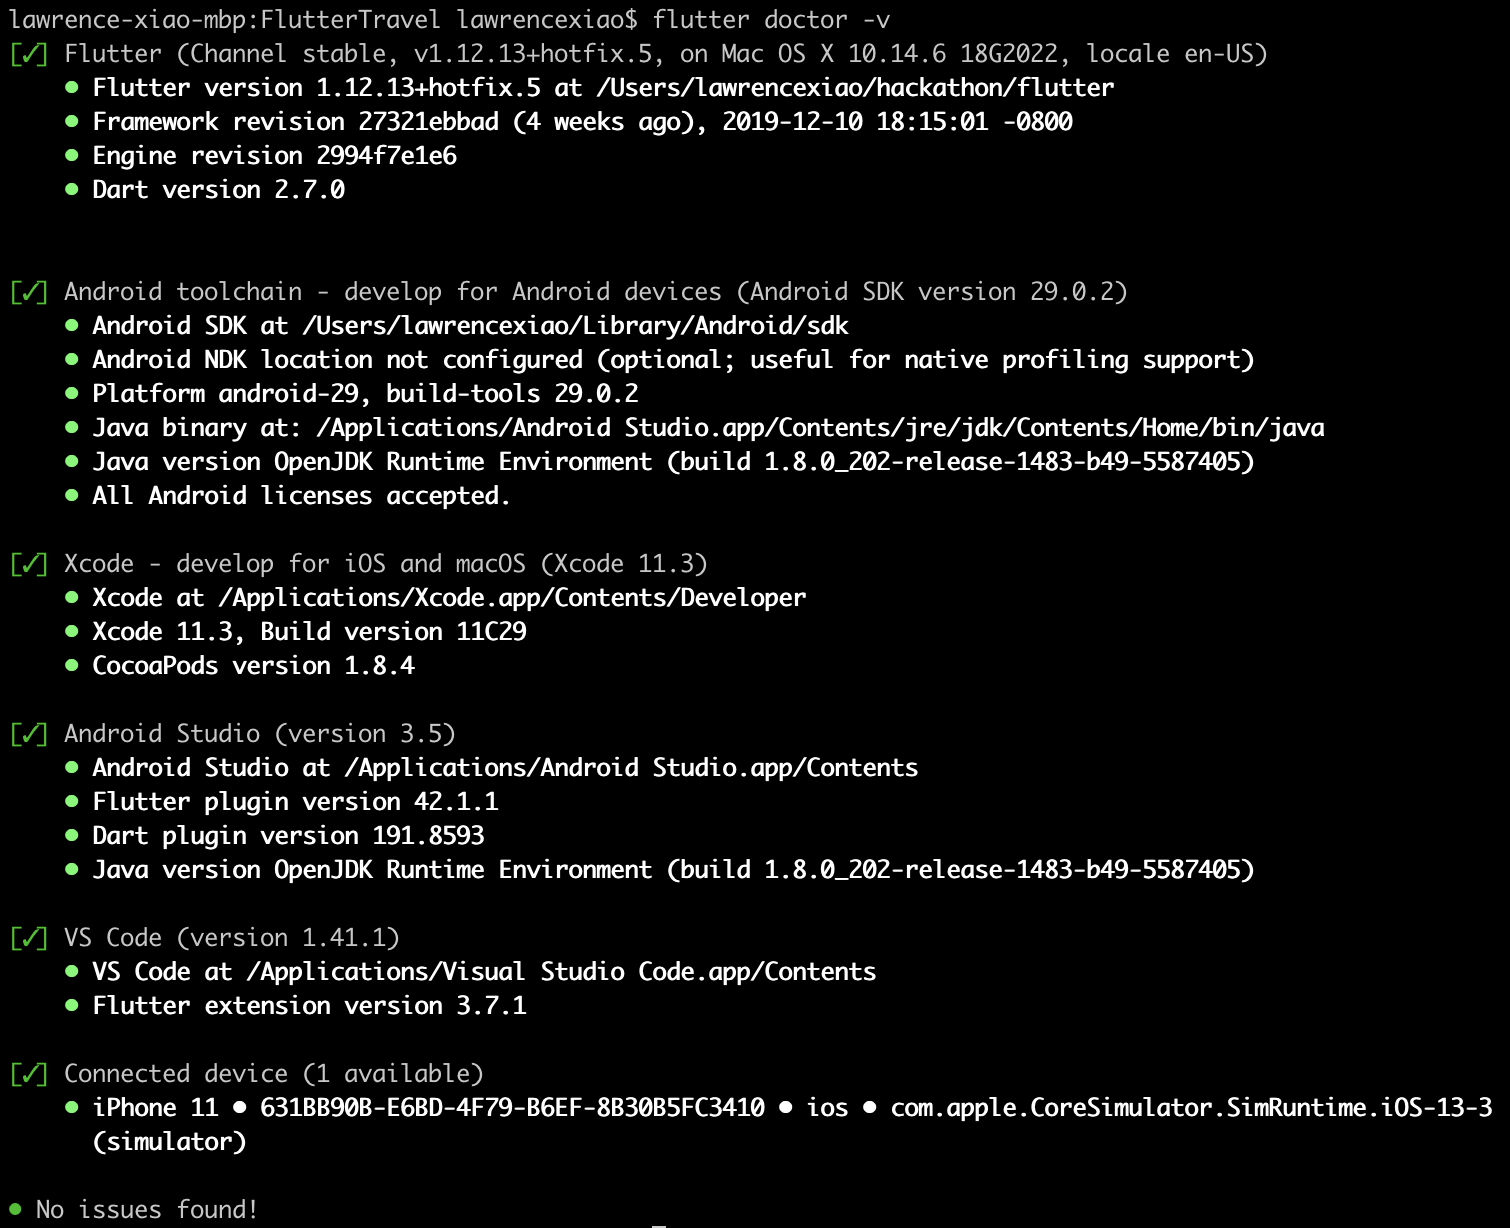 lawrence-xiao-mbp:FlutterTravel lawrencexiao$ flutter doctor -v
[✓] Flutter (Channel stable, v1.12.13+hotfix.5, on Mac OS X 10.14.6 18G2022, locale en-US)
• Flutter version 1.12.13+hotfix.5 at /Users/lawrencexiao/hackathon/flutter
• Framework revision 27321ebbad (4 weeks ago), 2019-12-10 18:15:01 -0800
• Engine revision 2994f7e1e6
• Dart version 2.7.0
[✓] Android toolchain - develop for Android devices (Android SDK version 29.0.2)
• Android SDK at /Users/lawrencexiao/Library/Android/sdk
• Android NDK location not configured (optional; useful for native profiling support)
• Platform android-29, build-tools 29.0.2
• Java binary at: /Applications/Android Studio.app/Contents/jre/jdk/Contents/Home/bin/java
• Java version OpenJDK Runtime Environment (build 1.8.0_202-release-1483-b49-5587405)
• All Android licenses accepted.
[✓] Xcode - develop for iOS and macOS (Xcode 11.3)
• Xcode at /Applications/Xcode.app/Contents/Developer
• Xcode 11.3, Build version 11C29
• CocoaPods version 1.8.4
[✓] Android Studio (version 3.5)
• Android Studio at /Applications/Android Studio.app/Contents
• Flutter plugin version 42.1.1
• Dart plugin version 191.8593
• Java version OpenJDK Runtime Environment (build 1.8.0_202-release-1483-b49-5587405)
[✓] VS Code (version 1.41.1)
• VS Code at /Applications/Visual Studio Code.app/Contents
• Flutter extension version 3.7.1
[✓] Connected device (1 available)
• iPhone 11 • 631BB90B-E6BD-4F79-B6EF-8B30B5FC3410 • ios • com.apple.CoreSimulator.SimRuntime.iOS-13-3
(simulator)
• No issues found!